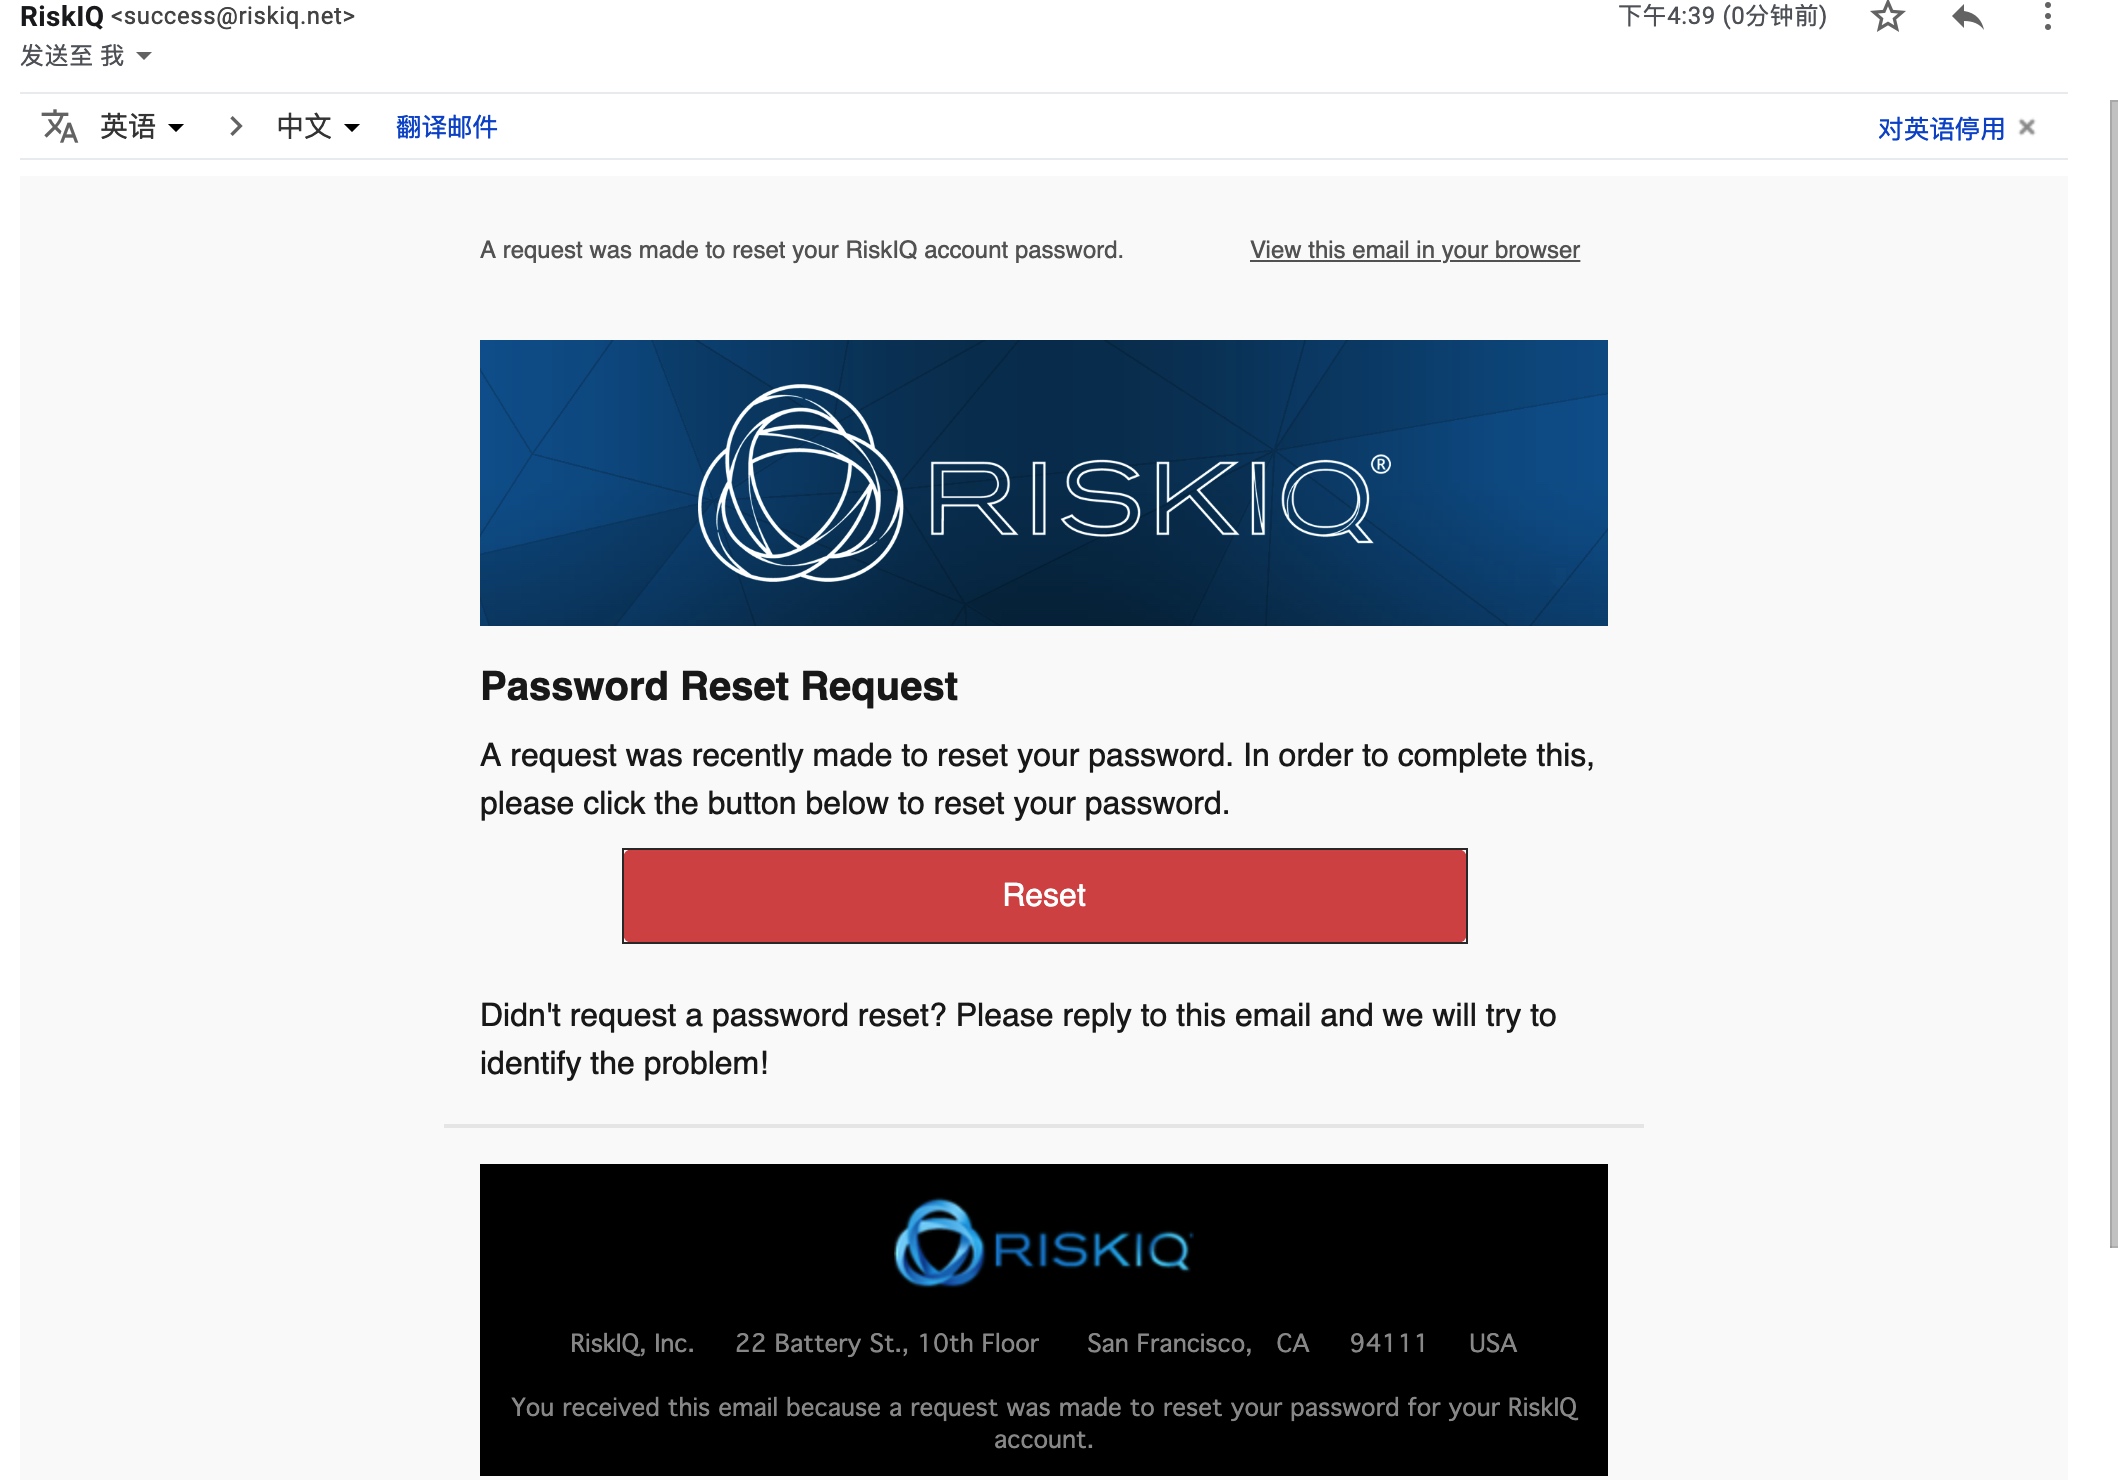 RiskIQ <success@riskiq.net> 下午4:39 (0分钟前)
发送至 我
英语 中文 翻译邮件 对英语停用
A request was made to reset your RiskIQ account password. View this email in your browser
RISKIQ®
Password Reset Request
A request was recently made to reset your password. In order to complete this,
please click the button below to reset your password.
Reset
Didn't request a password reset? Please reply to this email and we will try to
identify the problem!
RISKIQ
RiskIQ, Inc. 22 Battery St., 10th Floor San Francisco, CA 94111 USA
You received this email because a request was made to reset your password for your RiskIQ
account.